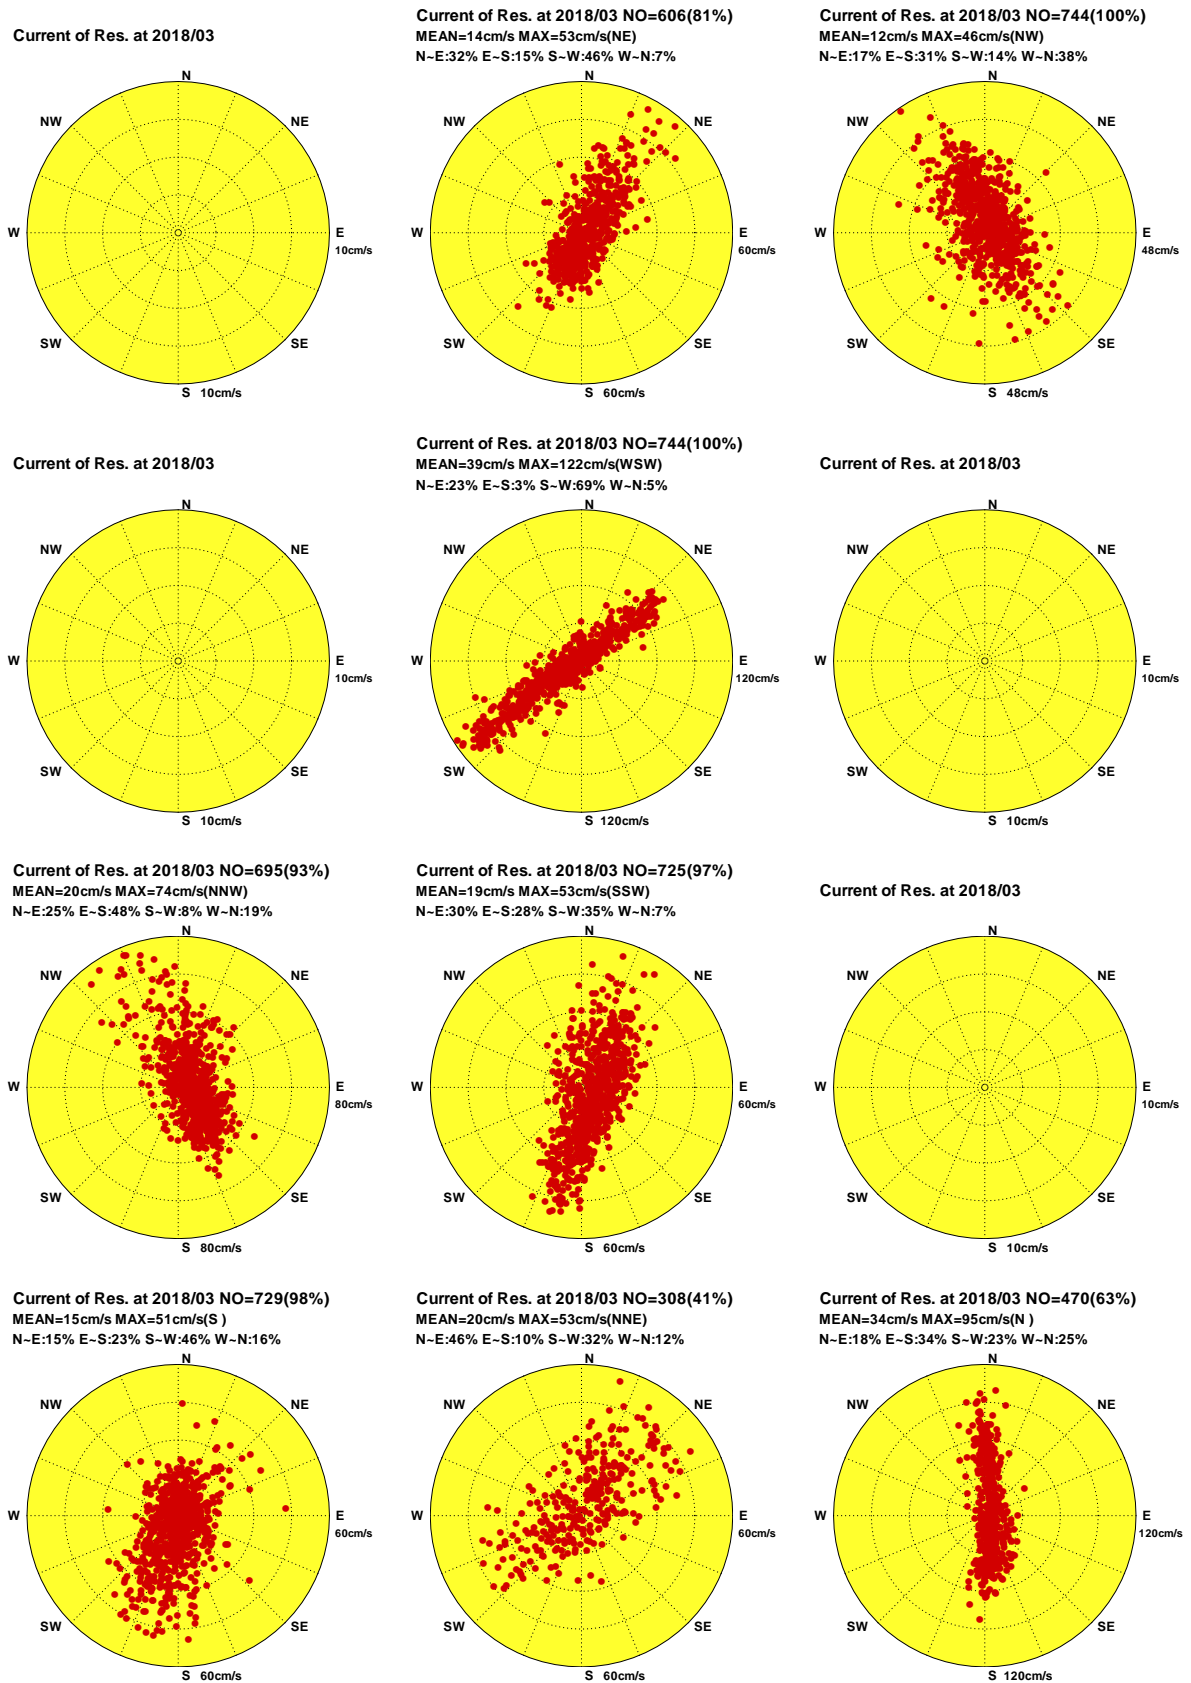 Current of Res. at 2018/03
N
NW
NE
W
E
10cm/s
SW
SE
S 10cm/s
Current of Res. at 2018/03 NO=606(81%)
MEAN=14cm/s MAX=53cm/s(NE)
N~E:32% E~S:15% S~W:46% W~N:7%
N
NW
NE
W
E
60cm/s
SW
SE
S 60cm/s
Current of Res. at 2018/03 NO=744(100%)
MEAN=12cm/s MAX=46cm/s(NW)
N~E:17% E~S:31% S~W:14% W~N:38%
N
NW
NE
W
E
48cm/s
SW
SE
S 48cm/s
Current of Res. at 2018/03
N
NW
NE
W
E
10cm/s
SW
SE
S 10cm/s
Current of Res. at 2018/03 NO=744(100%)
MEAN=39cm/s MAX=122cm/s(WSW)
N~E:23% E~S:3% S~W:69% W~N:5%
N
NW
NE
W
E
120cm/s
SW
SE
S 120cm/s
Current of Res. at 2018/03
N
NW
NE
W
E
10cm/s
SW
SE
S 10cm/s
Current of Res. at 2018/03 NO=695(93%)
MEAN=20cm/s MAX=74cm/s(NNW)
N~E:25% E~S:48% S~W:8% W~N:19%
N
NW
NE
W
E
80cm/s
SW
SE
S 80cm/s
Current of Res. at 2018/03 NO=725(97%)
MEAN=19cm/s MAX=53cm/s(SSW)
N~E:30% E~S:28% S~W:35% W~N:7%
N
NW
NE
W
E
60cm/s
SW
SE
S 60cm/s
Current of Res. at 2018/03
N
NW
NE
W
E
10cm/s
SW
SE
S 10cm/s
Current of Res. at 2018/03 NO=729(98%)
MEAN=15cm/s MAX=51cm/s(S )
N~E:15% E~S:23% S~W:46% W~N:16%
N
NW
NE
W
E
60cm/s
SW
SE
S 60cm/s
Current of Res. at 2018/03 NO=308(41%)
MEAN=20cm/s MAX=53cm/s(NNE)
N~E:46% E~S:10% S~W:32% W~N:12%
N
NW
NE
W
E
60cm/s
SW
SE
S 60cm/s
Current of Res. at 2018/03 NO=470(63%)
MEAN=34cm/s MAX=95cm/s(N )
N~E:18% E~S:34% S~W:23% W~N:25%
N
NW
NE
W
E
120cm/s
SW
SE
S 120cm/s